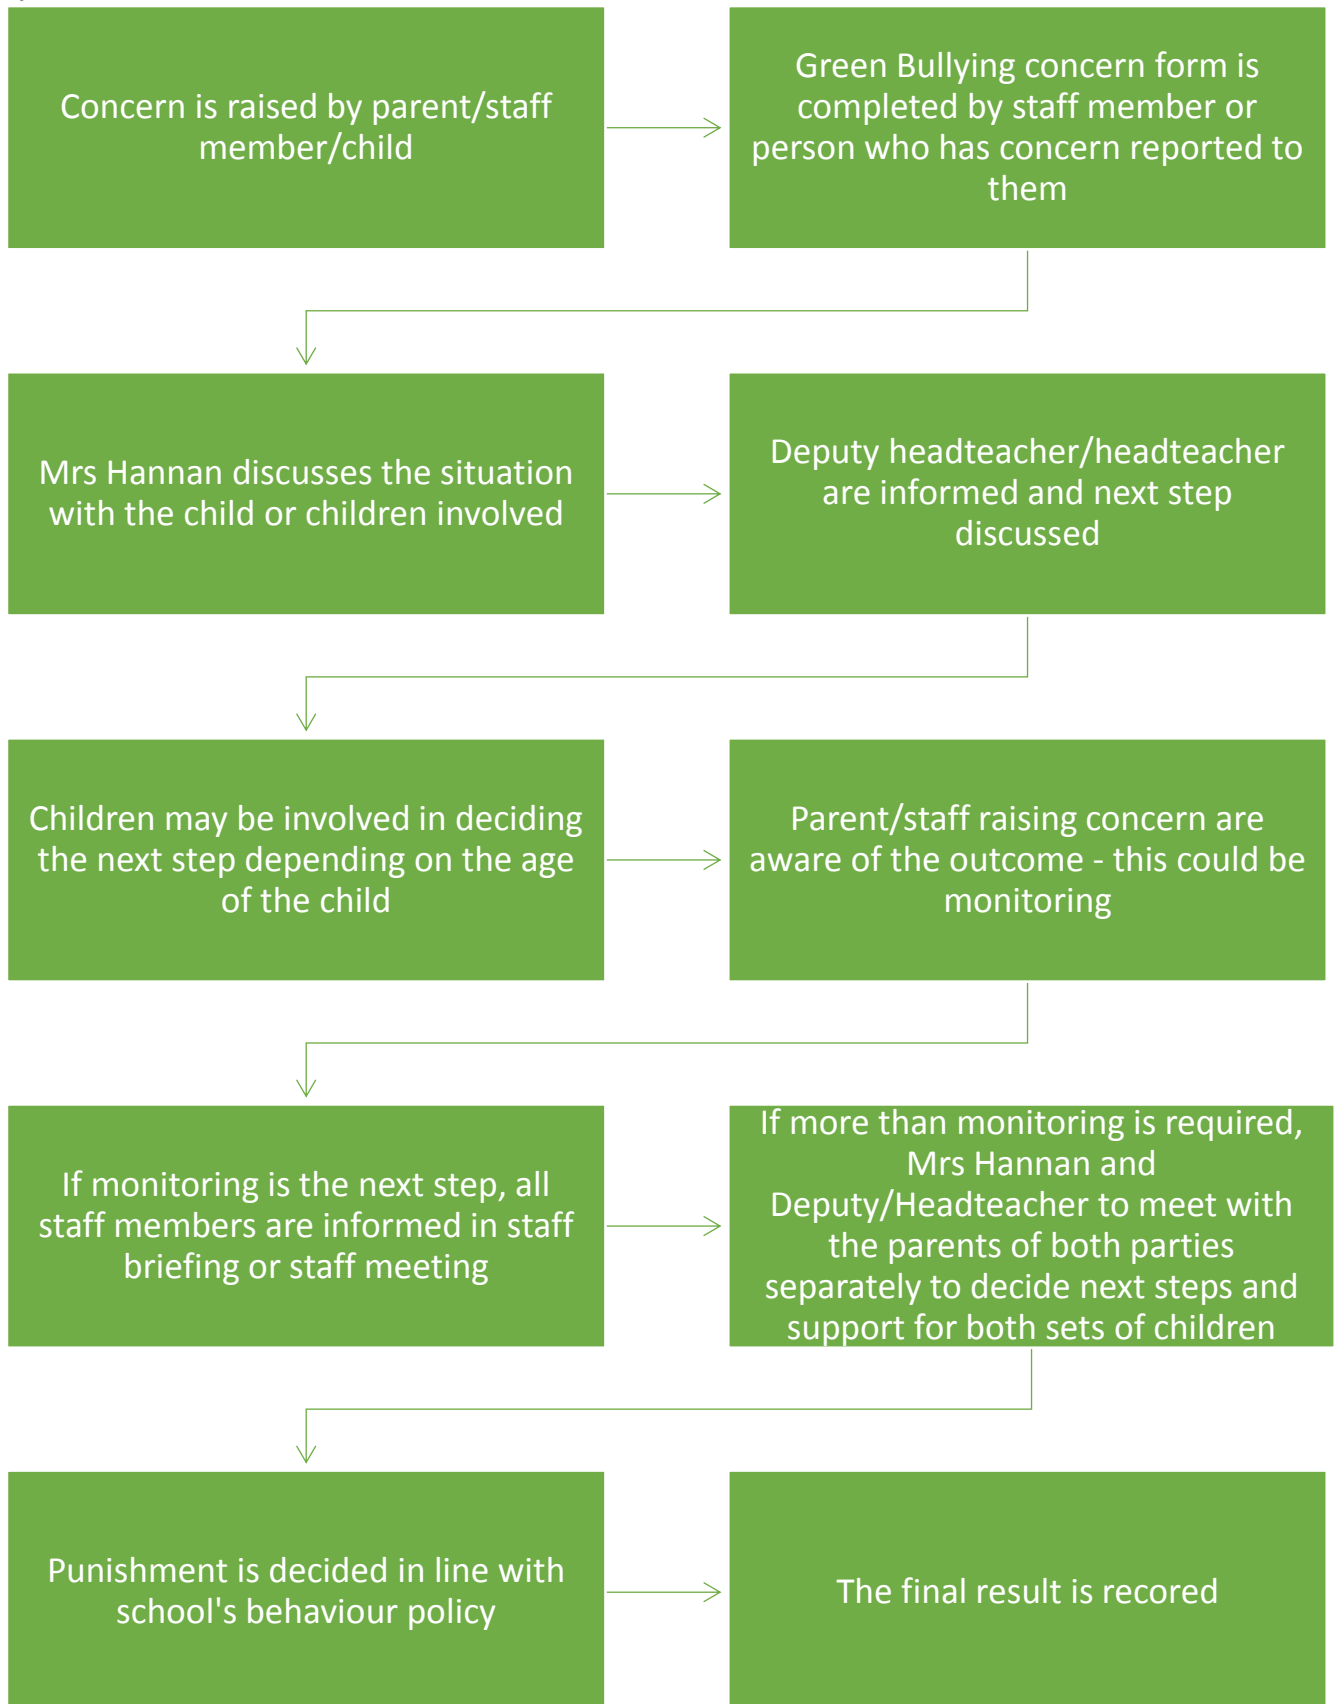 Concern is raised by parent/staff
member/child
Green Bullying concern form is
completed by staff member or
person who has concern reported to
them
Mrs Hannan discusses the situation
with the child or children involved
Deputy headteacher/headteacher
are informed and next step
discussed
Children may be involved in deciding
the next step depending on the age
of the child
Parent/staff raising concern are
aware of the outcome - this could be
monitoring
If monitoring is the next step, all
staff members are informed in staff
briefing or staff meeting
If more than monitoring is required,
Mrs Hannan and
Deputy/Headteacher to meet with
the parents of both parties
separately to decide next steps and
support for both sets of children
Punishment is decided in line with
school's behaviour policy
The final result is recored